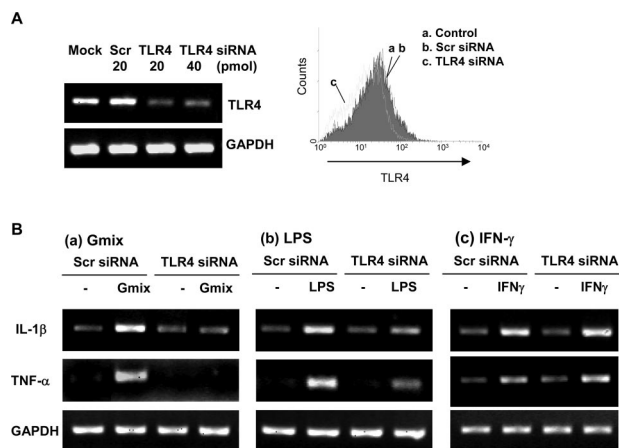 A
Mock Scr TLR4 TLR4 siRNA
20 20 40 (pmol)
TLR4
GAPDH
Counts
0
a b
c
a. Control
b. Scr siRNA
c. TLR4 siRNA
10⁰ 10¹ 10² 10³ 10⁴
TLR4
B
(a) Gmix (b) LPS (c) IFN-γ
Scr siRNA TLR4 siRNA Scr siRNA TLR4 siRNA Scr siRNA TLR4 siRNA
- Gmix - Gmix - LPS - LPS - IFNγ - IFNγ
IL-1β
TNF-α
GAPDH